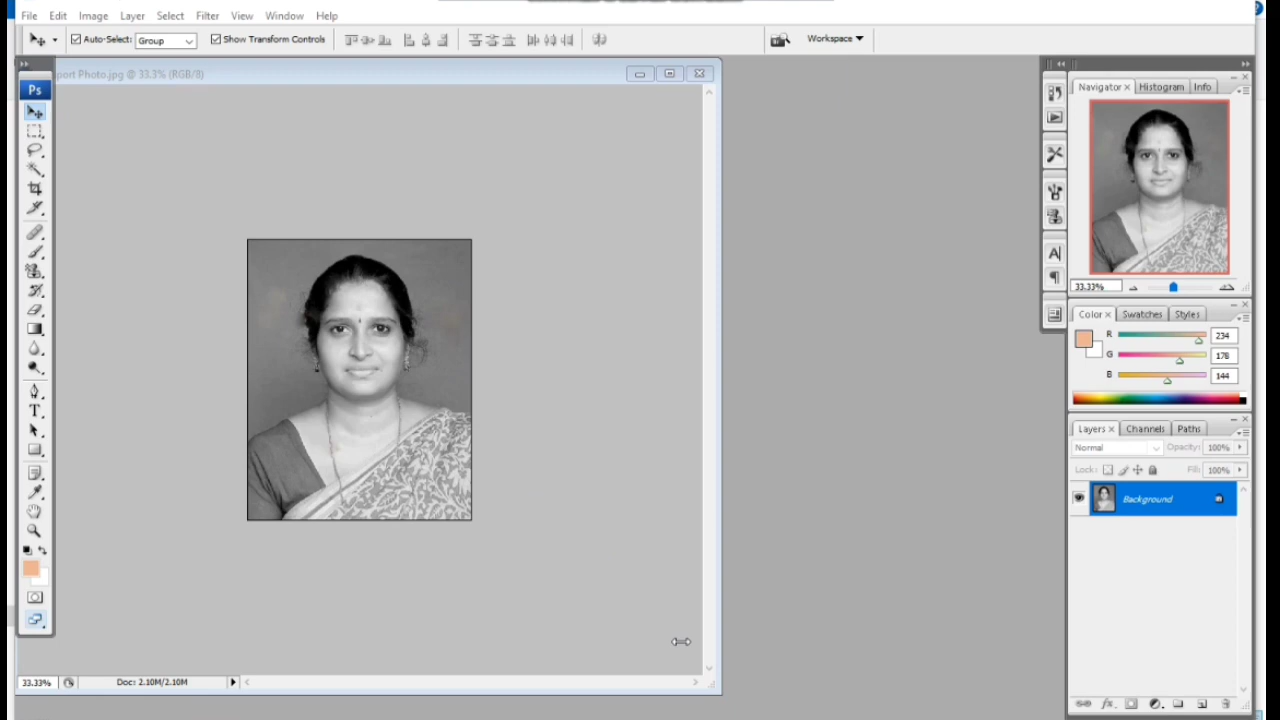 File Edit Image Layer Select Filter View Window Help
Auto-Select: Group Show Transform Controls Workspace
port Photo.jpg @ 33.3% (RGB/8)
Ps
Navigator Histogram Info
33.33%
Color Swatches Styles
R 234
G 178
B 144
Layers Channels Paths
Normal Opacity: 100%
Lock: Fill: 100%
Background
T
A
33.33% Doc: 2.10M/2.10M
fx